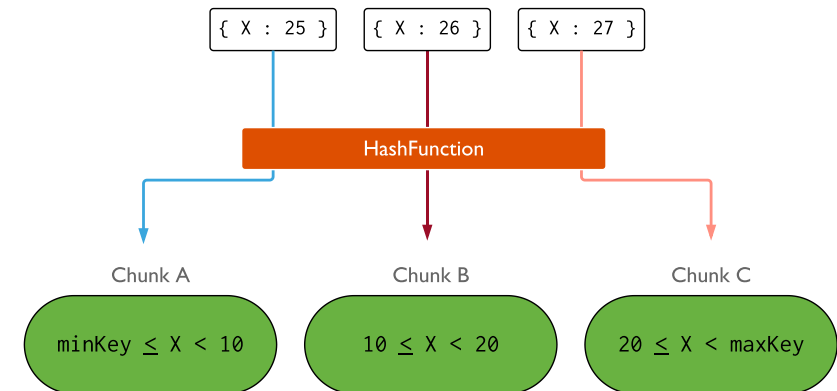 { X : 25 } { X : 26 } { X : 27 }
HashFunction
Chunk A Chunk B Chunk C
minKey ≤ X < 10 10 ≤ X < 20 20 ≤ X < maxKey